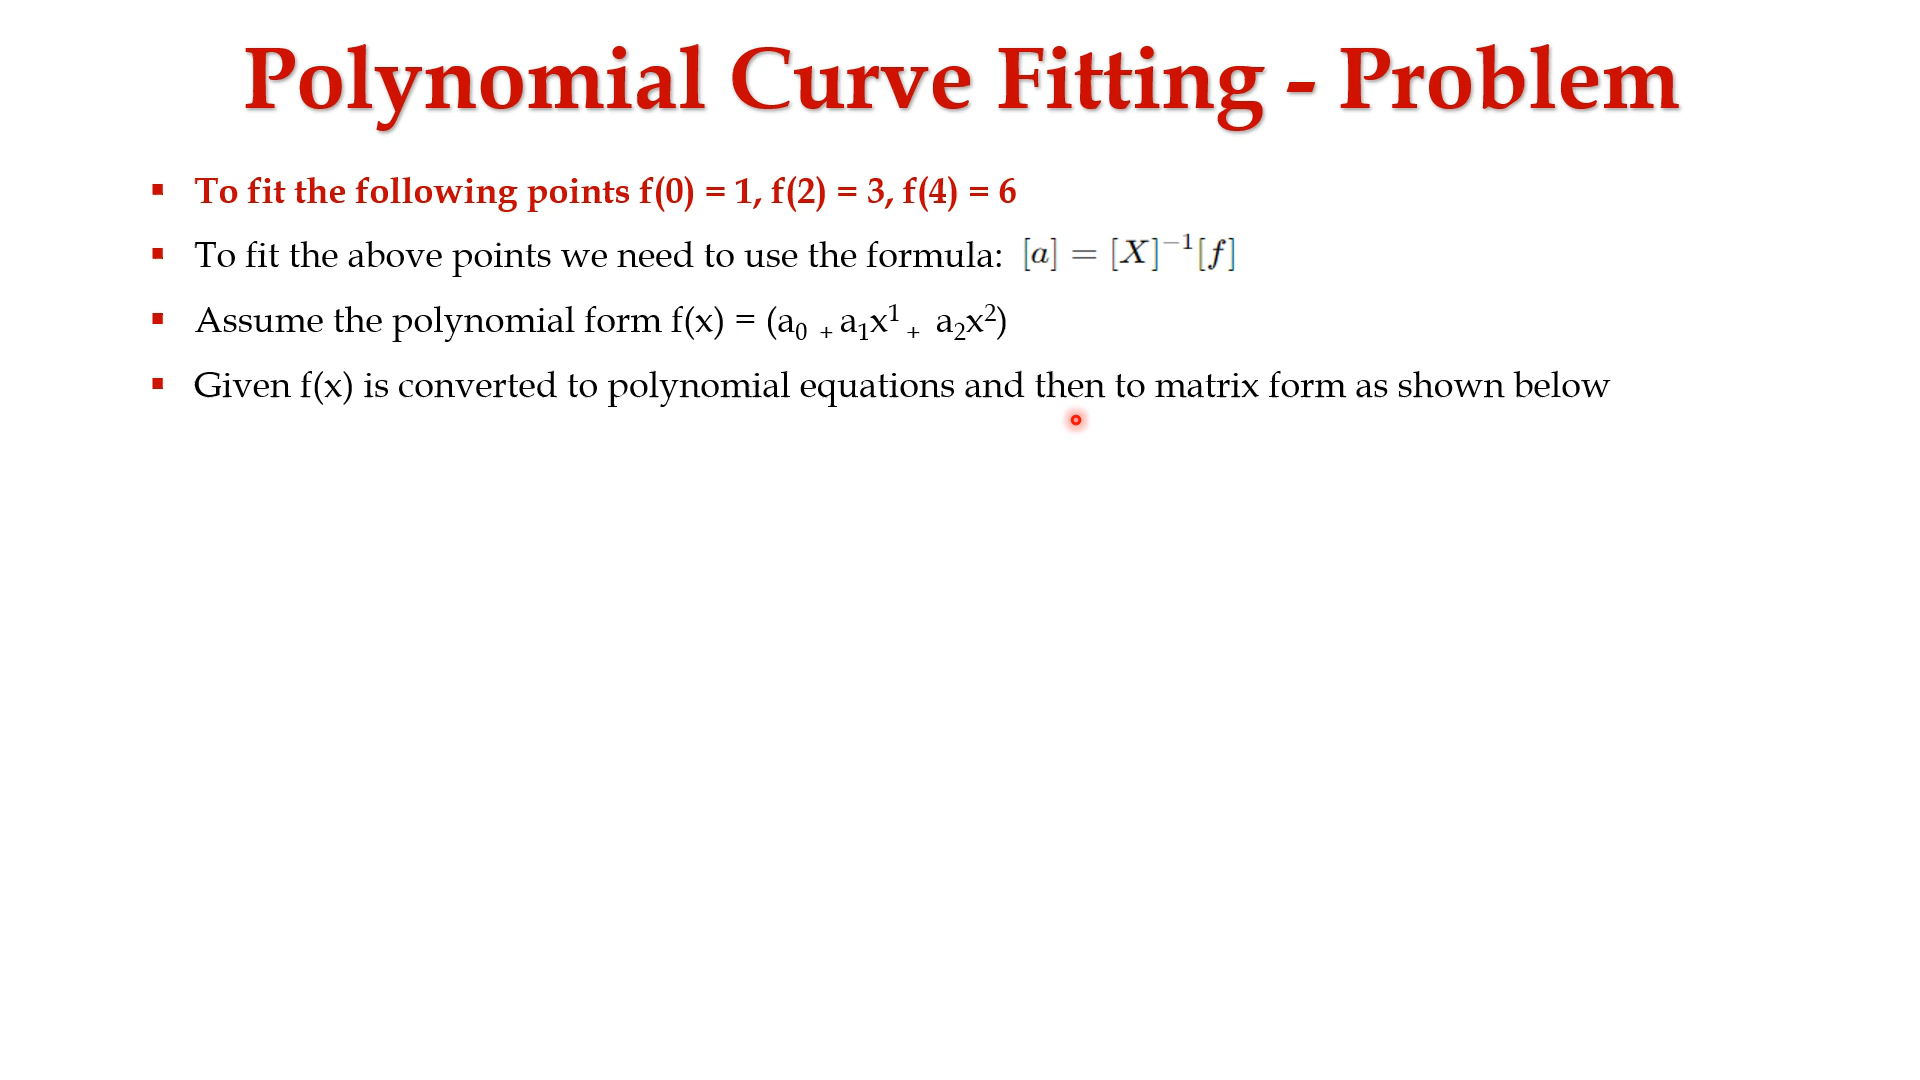 Polynomial Curve Fitting - Problem
▪ To fit the following points f(0) = 1, f(2) = 3, f(4) = 6
▪ To fit the above points we need to use the formula: [a] = [X]⁻¹[f]
▪ Assume the polynomial form f(x) = (a₀ + a₁x¹ + a₂x²)
▪ Given f(x) is converted to polynomial equations and then to matrix form as shown below